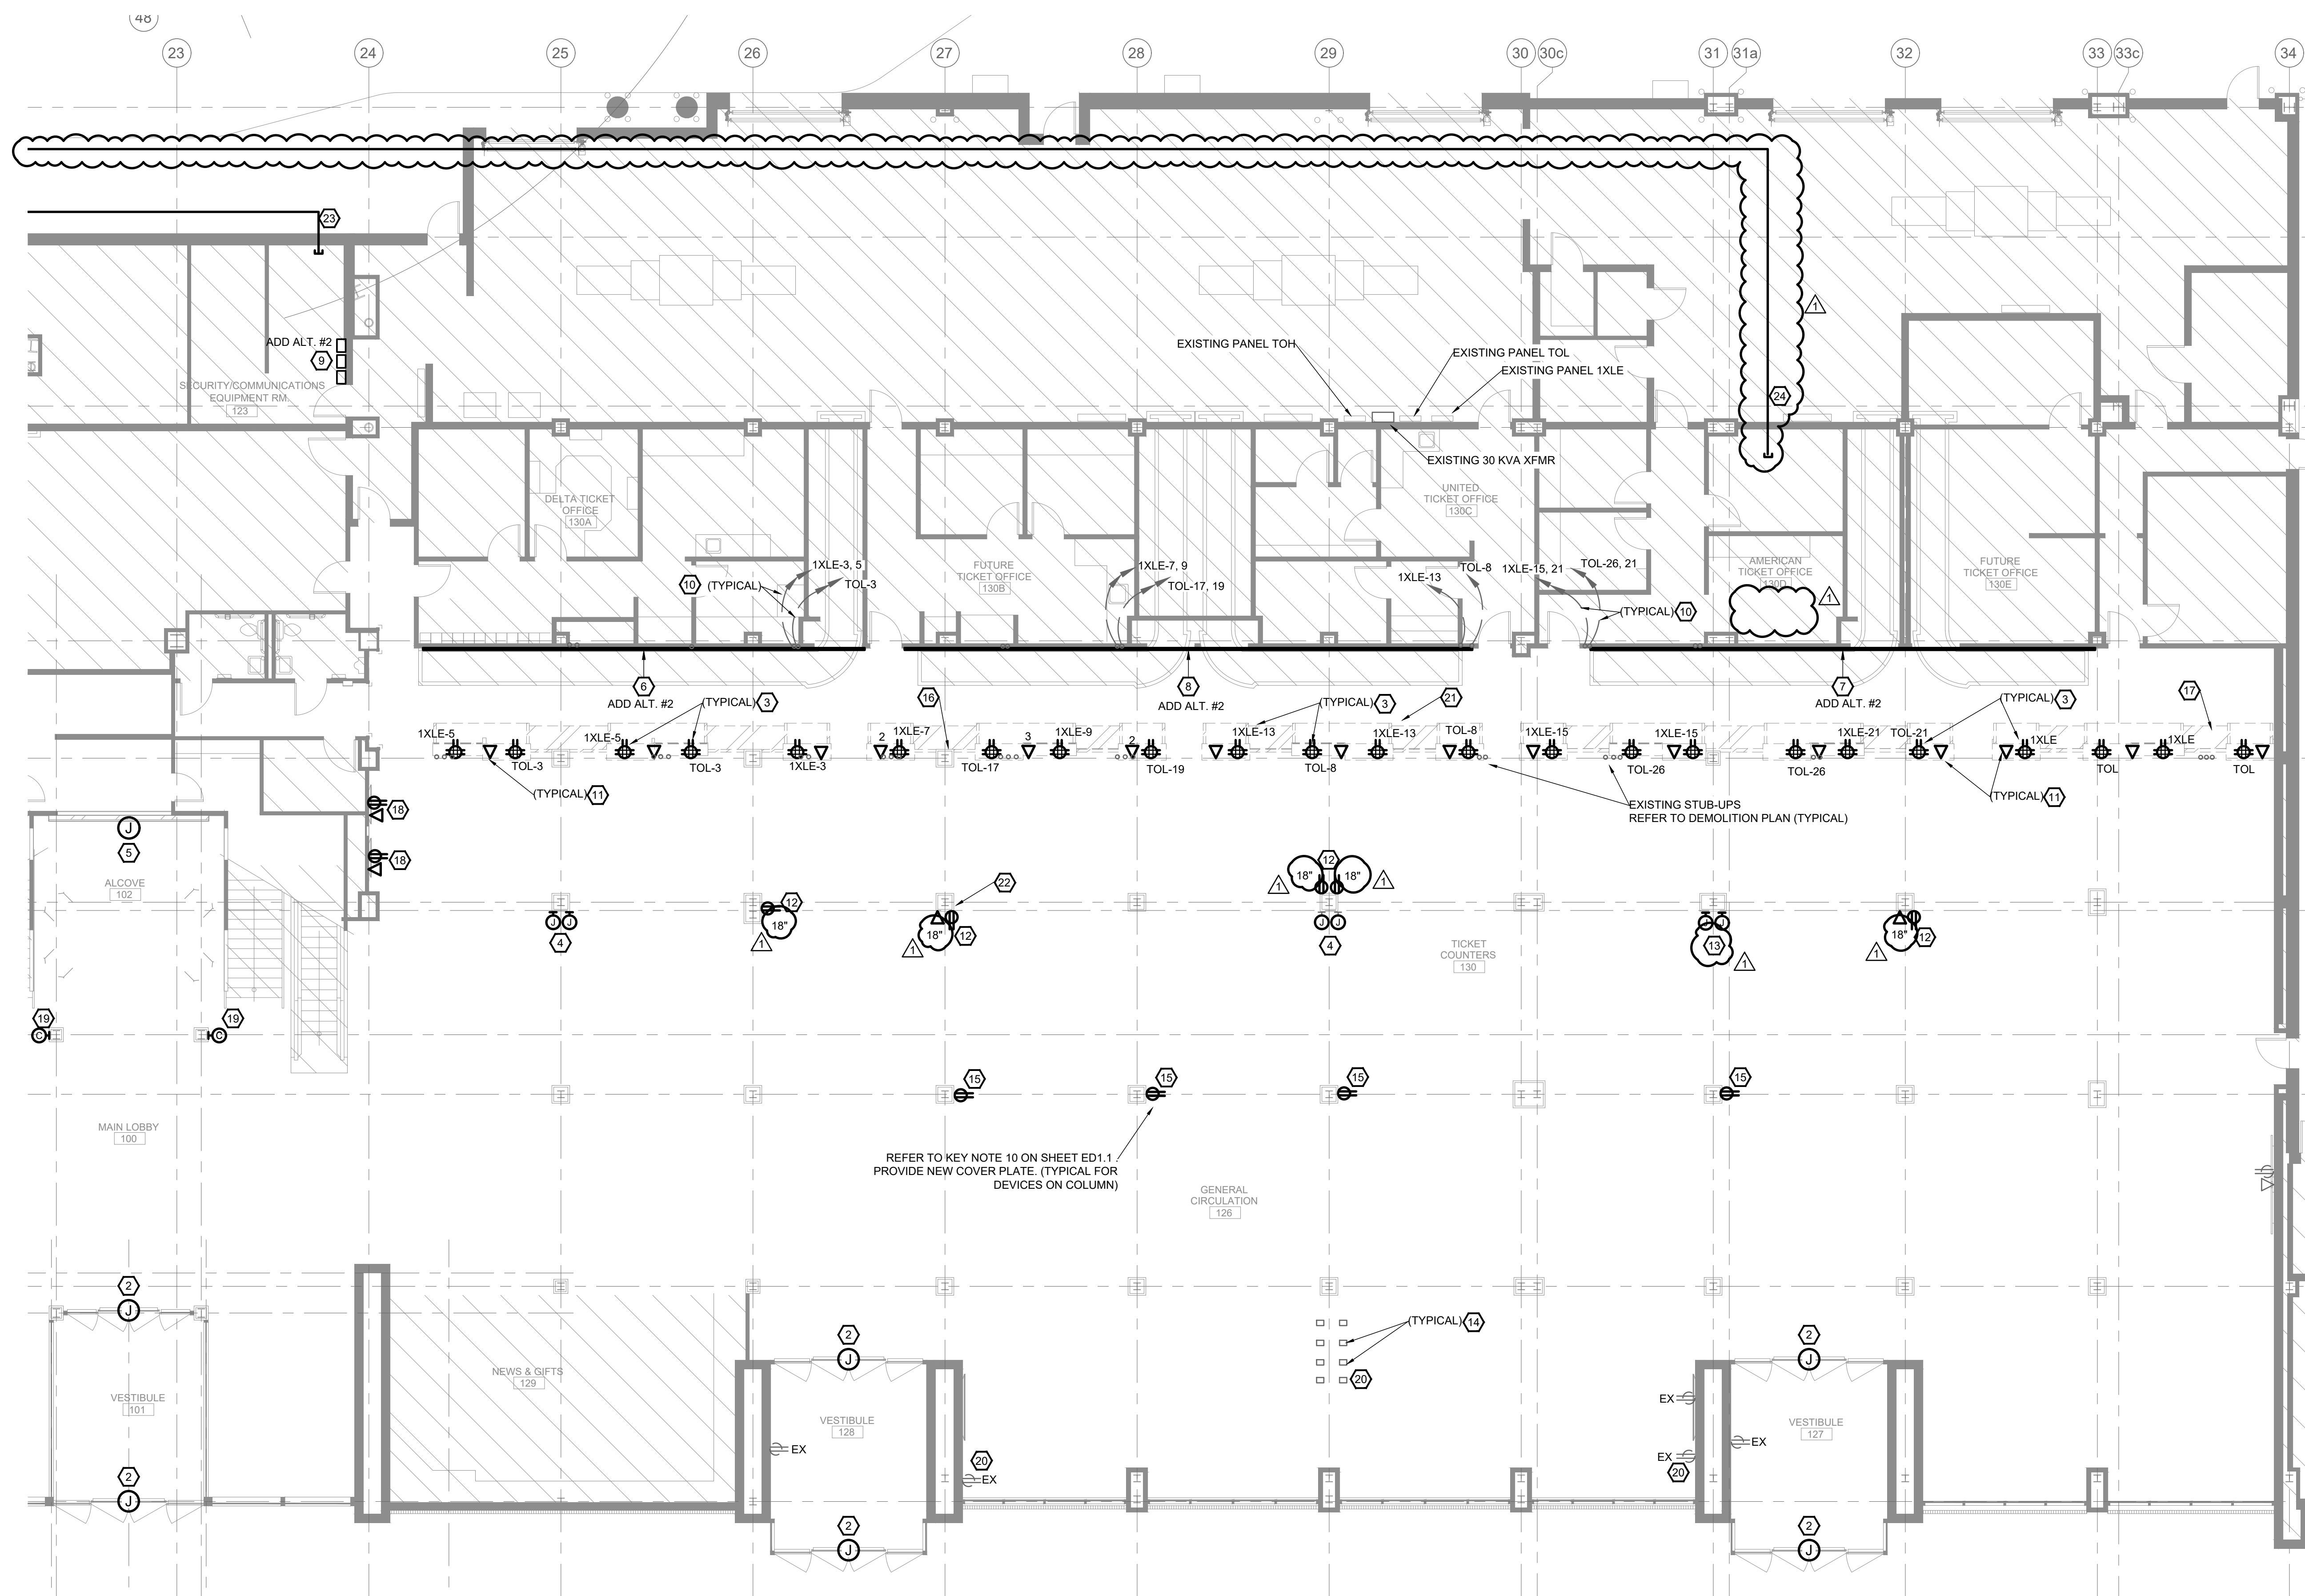 48
23
24
25
26
27
28
29
30
30c
31
31a
32
33
33c
34
23
1
ADD ALT. #2
9
SECURITY/COMMUNICATIONS
EQUIPMENT RM.
123
EXISTING PANEL TOH
EXISTING PANEL TOL
EXISTING PANEL 1XLE
24
EXISTING 30 KVA XFMR
DELTA TICKET
OFFICE
130A
UNITED
TICKET OFFICE
130C
FUTURE
TICKET OFFICE
130B
AMERICAN
TICKET OFFICE
130D
FUTURE
TICKET OFFICE
130E
10
(TYPICAL)
1XLE-3, 5
TOL-3
1XLE-7, 9
TOL-17, 19
1XLE-13
TOL-8
1XLE-15, 21
TOL-26, 21
(TYPICAL)
10
1
6
ADD ALT. #2
(TYPICAL)
3
16
8
ADD ALT. #2
(TYPICAL)
3
21
7
ADD ALT. #2
(TYPICAL)
3
17
1XLE-5
1XLE-5
2
1XLE-7
3
1XLE-9
2
1XLE-13
1XLE-13
TOL-8
1XLE-15
1XLE-15
1XLE-21
TOL-21
1XLE
1XLE
TOL-3
TOL-3
1XLE-3
TOL-17
TOL-19
TOL-8
TOL-26
TOL-26
TOL
TOL
(TYPICAL)
11
(TYPICAL)
11
EXISTING STUB-UPS
REFER TO DEMOLITION PLAN (TYPICAL)
18
18
J
5
ALCOVE
102
12
18"
18"
1
1
22
12
18"
1
18"
12
1
J J
4
J J
4
J J
13
1
18"
12
1
TICKET
COUNTERS
130
19
C
19
C
15
15
15
15
MAIN LOBBY
100
REFER TO KEY NOTE 10 ON SHEET ED1.1 .
PROVIDE NEW COVER PLATE. (TYPICAL FOR
DEVICES ON COLUMN)
GENERAL
CIRCULATION
126
2
J
(TYPICAL)
14
20
2
J
2
J
NEWS & GIFTS
129
VESTIBULE
101
VESTIBULE
128
VESTIBULE
127
EX
EX
EX
EX
20
EX
20
2
J
2
J
2
J